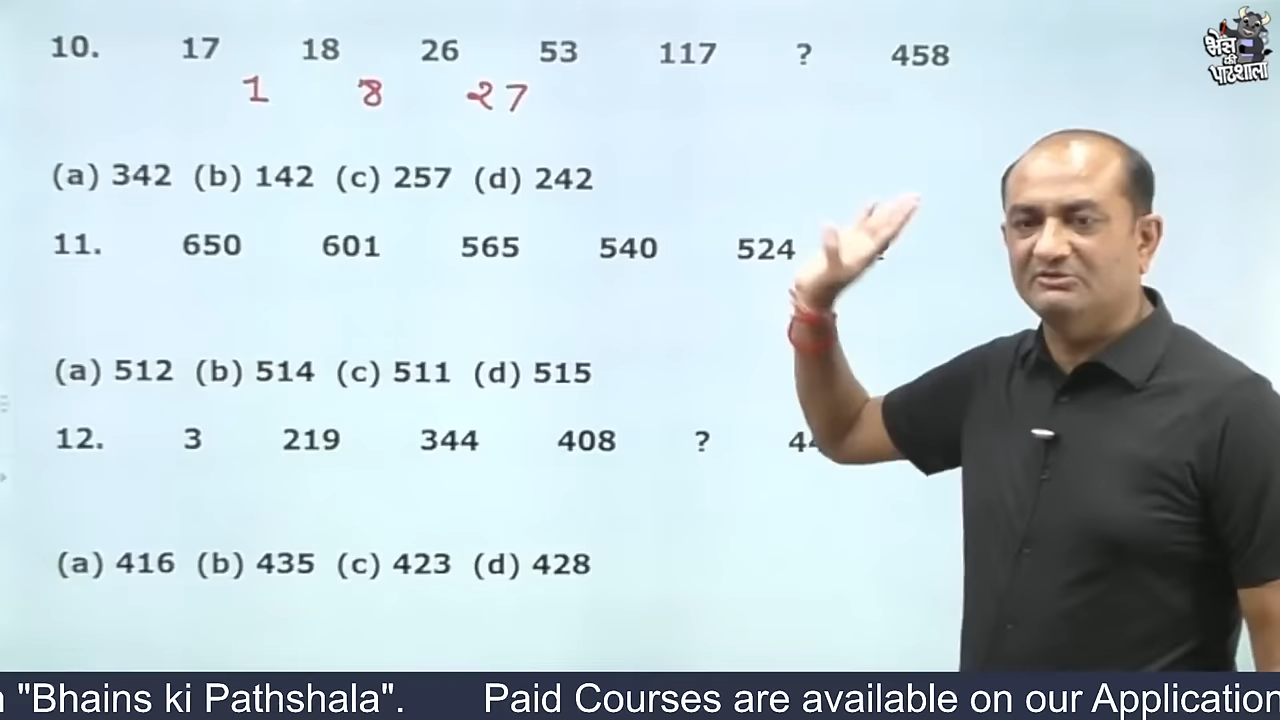 10. 17 18 26 53 117 ? 458
1 8 27
(a) 342 (b) 142 (c) 257 (d) 242
11. 650 601 565 540 524
(a) 512 (b) 514 (c) 511 (d) 515
12. 3 219 344 408 ?
(a) 416 (b) 435 (c) 423 (d) 428
भैंस
की
पाठशाला
"Bhains ki Pathshala". Paid Courses are available on our Application